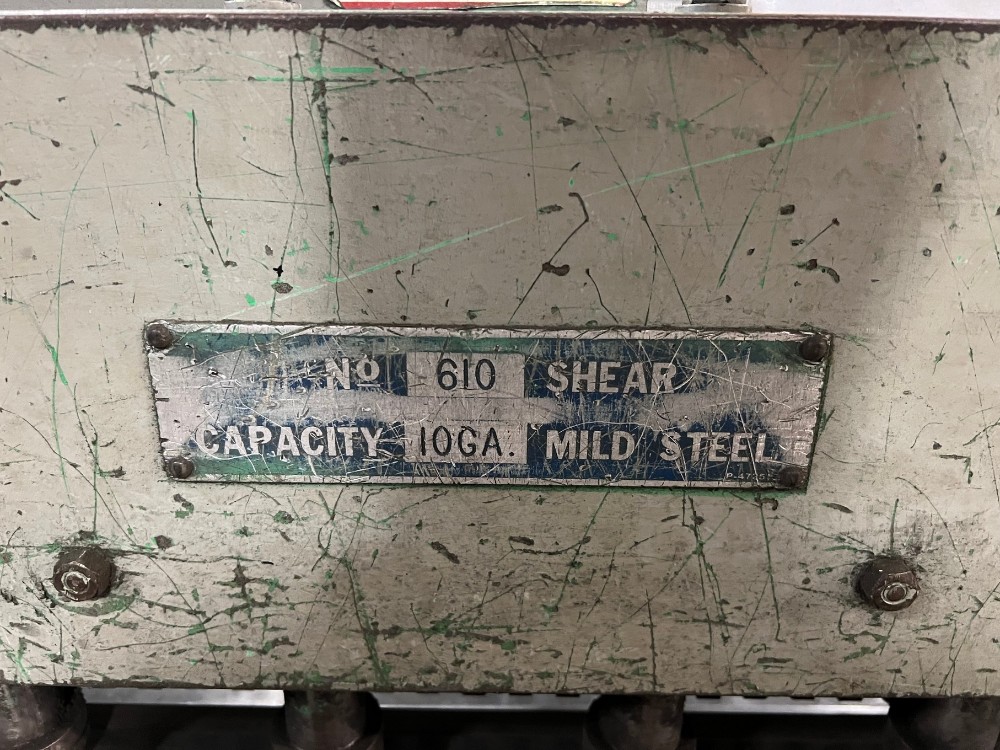 No 610 SHEAR
CAPACITY 10GA. MILD STEEL